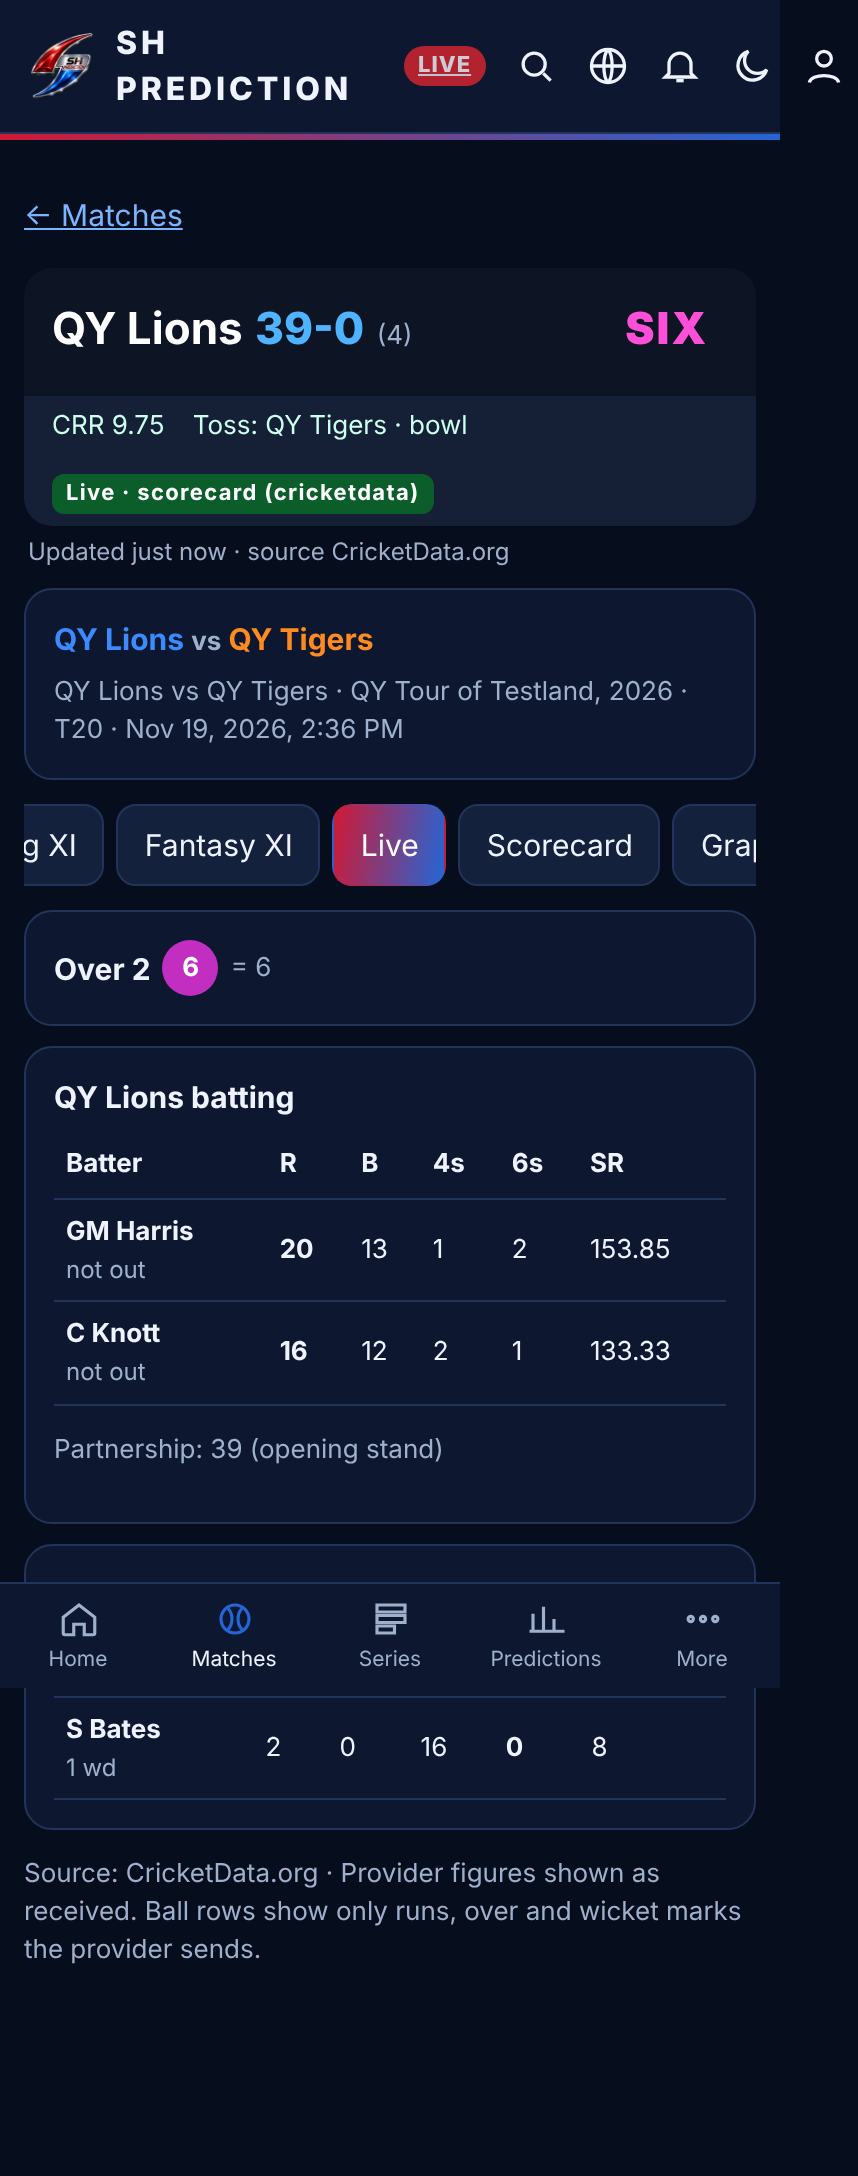 SH
PREDICTION
LIVE
← Matches
QY Lions 39-0 (4)
SIX
CRR 9.75 Toss: QY Tigers · bowl
Live · scorecard (cricketdata)
Updated just now · source CricketData.org
QY Lions vs QY Tigers
QY Lions vs QY Tigers · QY Tour of Testland, 2026 ·
T20 · Nov 19, 2026, 2:36 PM
g XI
Fantasy XI
Live
Scorecard
Grap
Over 2 6 = 6
QY Lions batting
Batter R B 4s 6s SR
GM Harris 20 13 1 2 153.85
not out
C Knott 16 12 2 1 133.33
not out
Partnership: 39 (opening stand)
Home
Matches
Series
Predictions
More
S Bates 2 0 16 0 8
1 wd
Source: CricketData.org · Provider figures shown as
received. Ball rows show only runs, over and wicket marks
the provider sends.